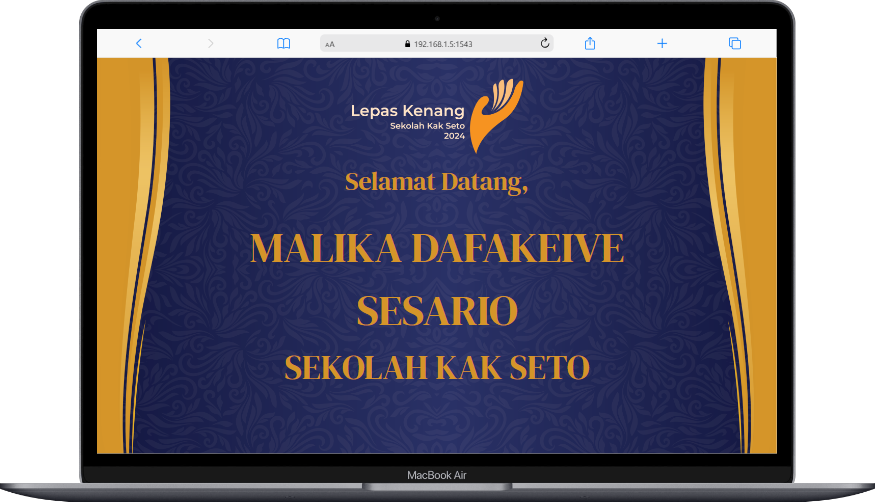 AA 192.168.1.5:1543
Lepas Kenang
Sekolah Kak Seto
2024
Selamat Datang,
MALIKA DAFAKEIVE
SESARIO
SEKOLAH KAK SETO
MacBook Air